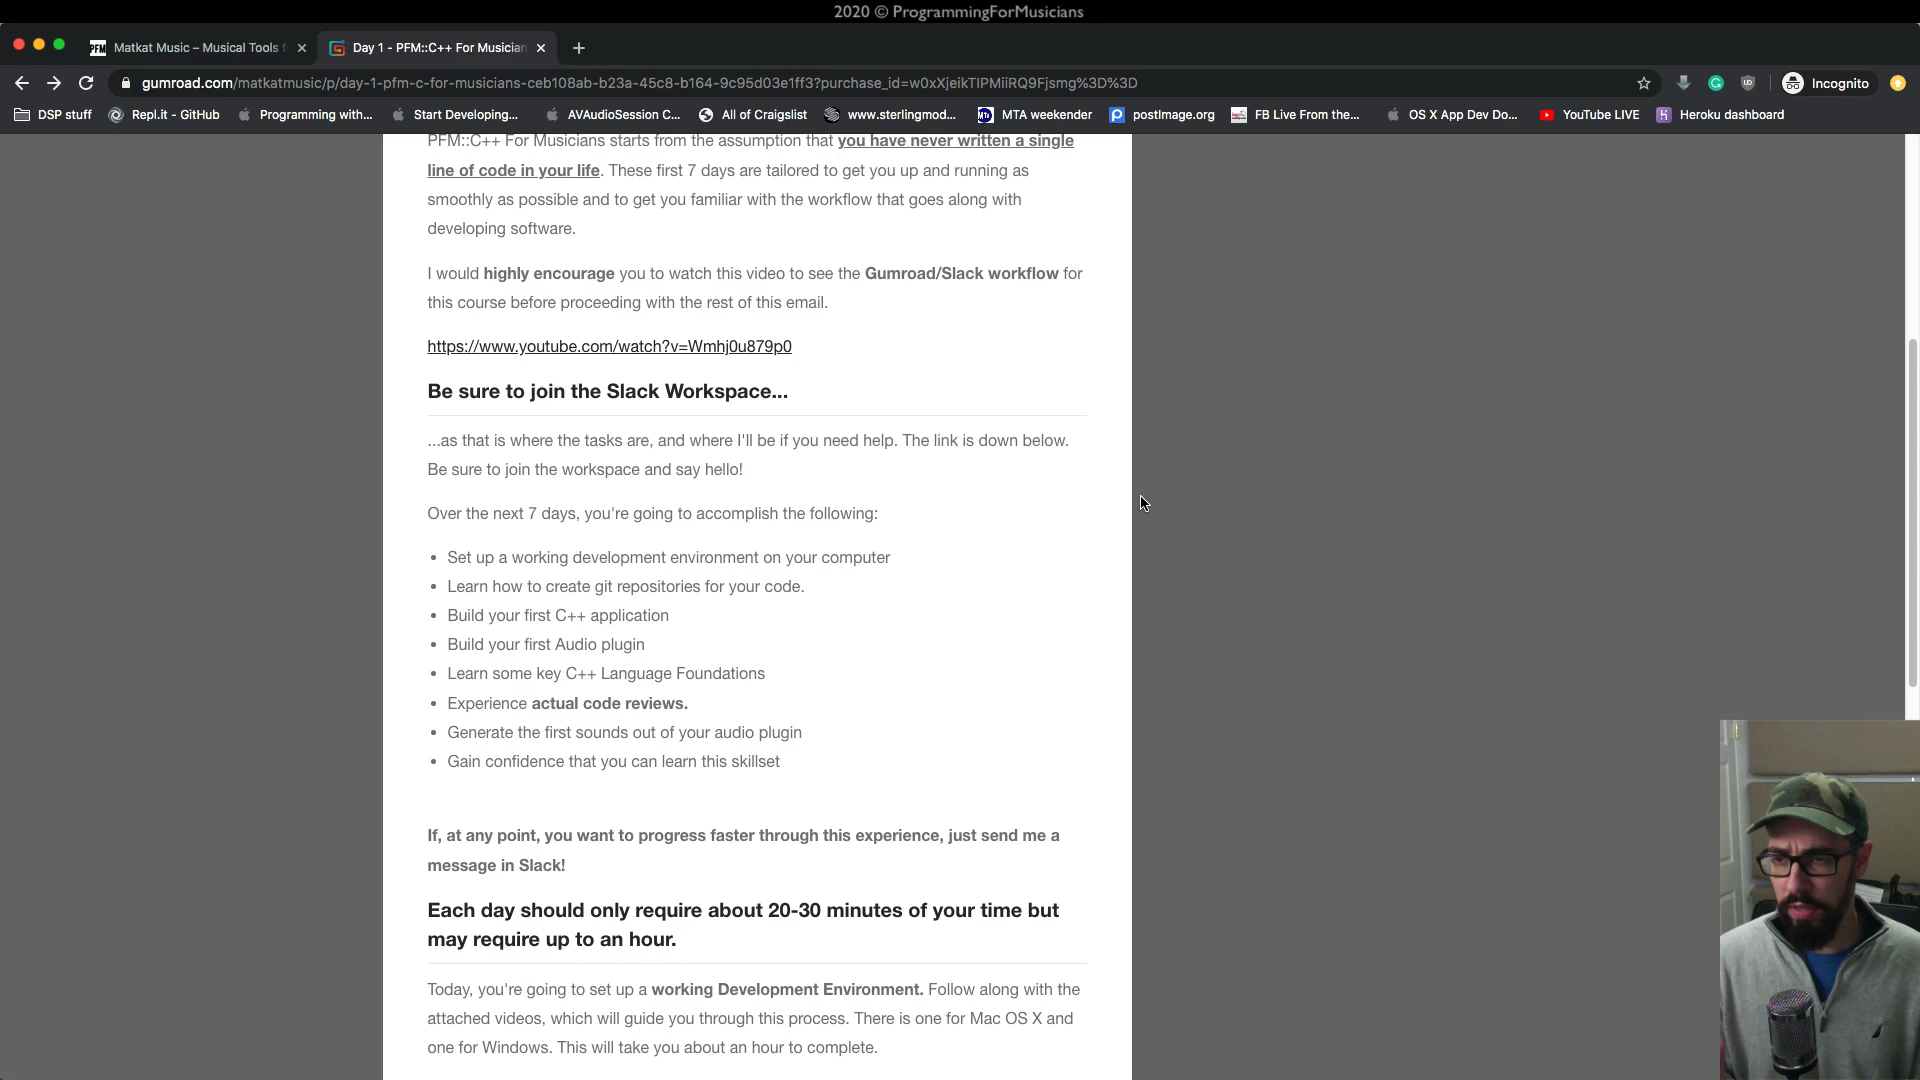 2020 © ProgrammingForMusicians
PFM Matkat Music – Musical Tools f
Day 1 - PFM::C++ For Musician
gumroad.com/matkatmusic/p/day-1-pfm-c-for-musicians-ceb108ab-b23a-45c8-b164-9c95d03e1ff3?purchase_id=w0xXjeikTIPMiiRQ9Fjsmg%3D%3D
Incognito
DSP stuff Repl.it - GitHub Programming with... Start Developing... AVAudioSession C... All of Craigslist www.sterlingmod... MTA weekender postImage.org FB Live From the... OS X App Dev Do... YouTube LIVE Heroku dashboard
PFM::C++ For Musicians starts from the assumption that you have never written a single
line of code in your life. These first 7 days are tailored to get you up and running as
smoothly as possible and to get you familiar with the workflow that goes along with
developing software.
I would highly encourage you to watch this video to see the Gumroad/Slack workflow for
this course before proceeding with the rest of this email.
https://www.youtube.com/watch?v=Wmhj0u879p0
Be sure to join the Slack Workspace...
...as that is where the tasks are, and where I'll be if you need help. The link is down below.
Be sure to join the workspace and say hello!
Over the next 7 days, you're going to accomplish the following:
• Set up a working development environment on your computer
• Learn how to create git repositories for your code.
• Build your first C++ application
• Build your first Audio plugin
• Learn some key C++ Language Foundations
• Experience actual code reviews.
• Generate the first sounds out of your audio plugin
• Gain confidence that you can learn this skillset
If, at any point, you want to progress faster through this experience, just send me a
message in Slack!
Each day should only require about 20-30 minutes of your time but
may require up to an hour.
Today, you're going to set up a working Development Environment. Follow along with the
attached videos, which will guide you through this process. There is one for Mac OS X and
one for Windows. This will take you about an hour to complete.